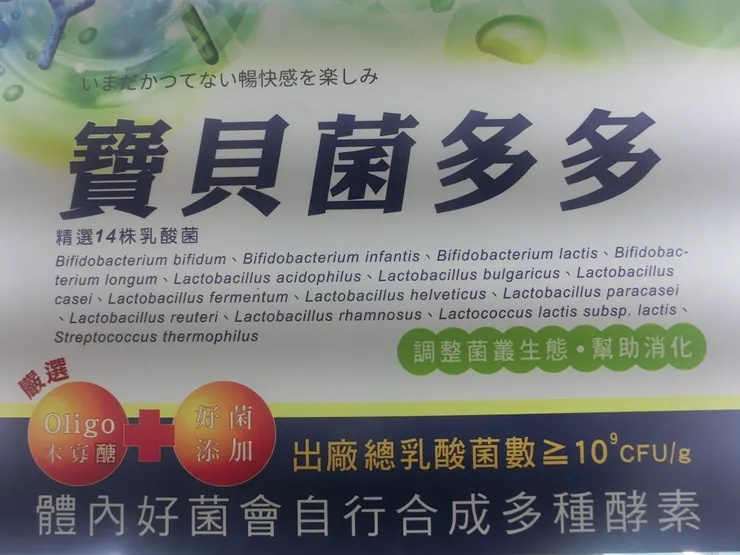 いまだかつてない暢快感を楽しみ
寶貝菌多多
精選14株乳酸菌
Bifidobacterium bifidum、Bifidobacterium infantis、Bifidobacterium lactis、Bifidobac-
terium longum、Lactobacillus acidophilus、Lactobacillus bulgaricus、Lactobacillus
casei、Lactobacillus fermentum、Lactobacillus helveticus、Lactobacillus paracasei
、Lactobacillus reuteri、Lactobacillus rhamnosus、Lactococcus lactis subsp. lactis、
Streptococcus thermophilus
調整菌叢生態•幫助消化
嚴選
Oligo
木寡醣
好菌
添加
出廠總乳酸菌數≧10⁹CFU/g
體內好菌會自行合成多種酵素